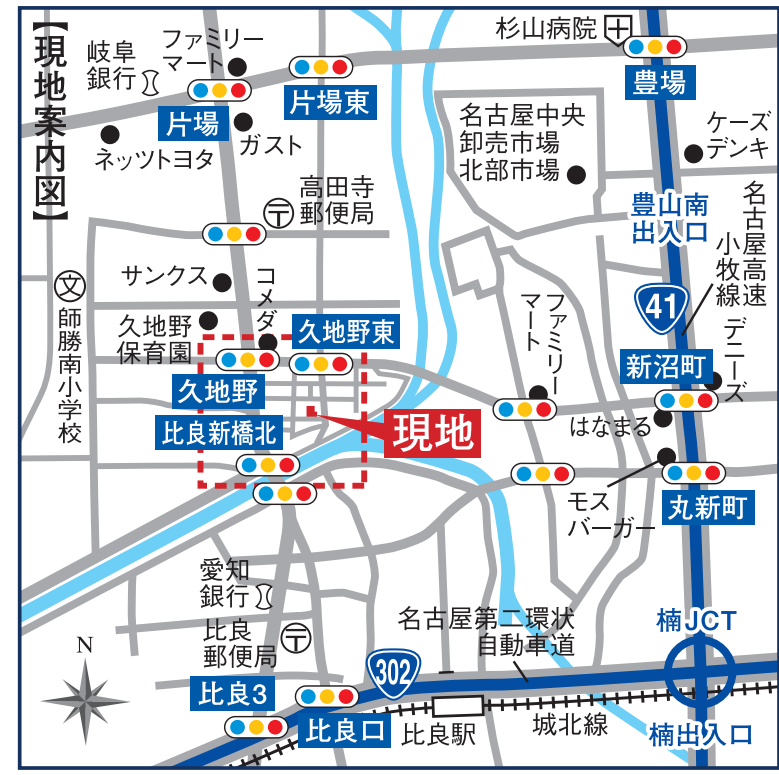 【現地案内図】
岐阜
銀行
ファミリー
マート
片場
片場東
杉山病院
豊場
ネッツトヨタ
ガスト
名古屋中央
卸売市場
北部市場
ケーズ
デンキ
高田寺
郵便局
〒
豊山南
出入口
名古屋高速
小牧線
文
師勝南小学校
サンクス
コメダ
久地野
保育園
久地野東
久地野
比良新橋北
現地
ファミリー
マート
41
新沼町
デニーズ
はなまる
モス
バーガー
丸新町
愛知
銀行
比良
郵便局
〒
名古屋第二環状
自動車道
楠JCT
N
302
比良3
比良口
比良駅
城北線
楠出入口